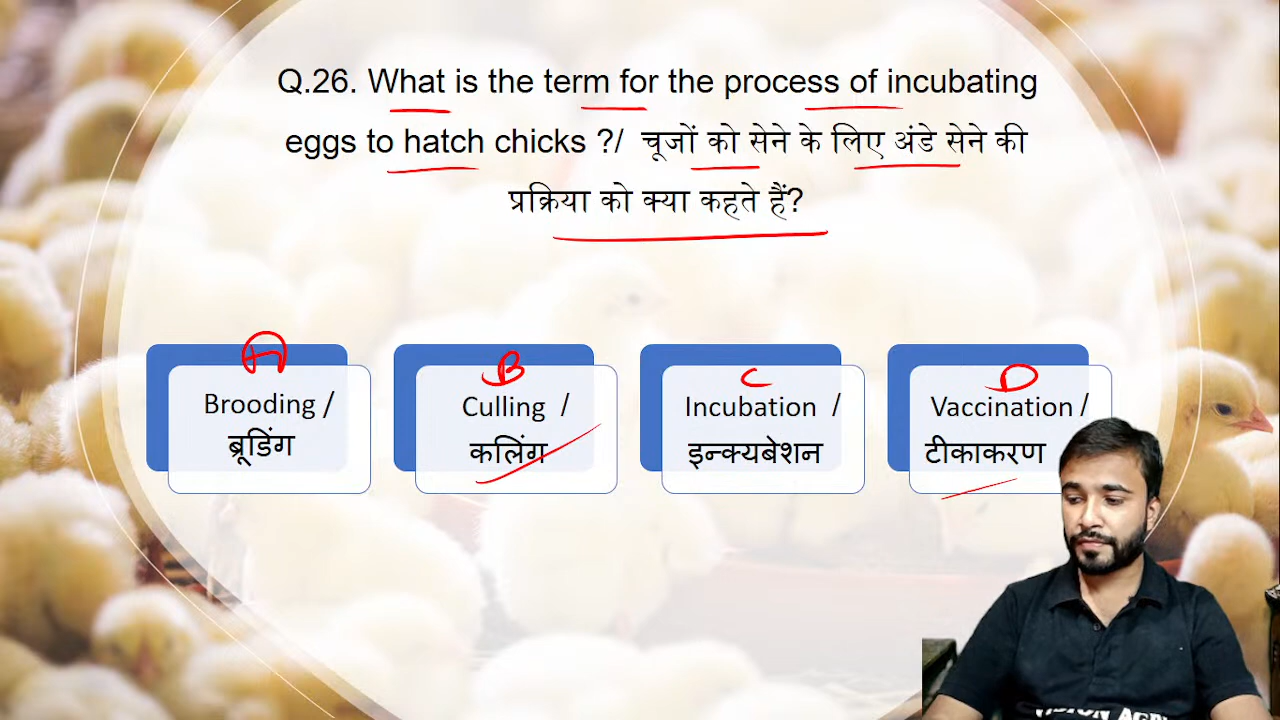 Q.26. What is the term for the process of incubating
eggs to hatch chicks ?/ चूजों को सेने के लिए अंडे सेने की
प्रक्रिया को क्या कहते हैं?
A
Brooding /
ब्रूडिंग
B
Culling /
कलिंग
C
Incubation /
इन्क्यबेशन
D
Vaccination /
टीकाकरण